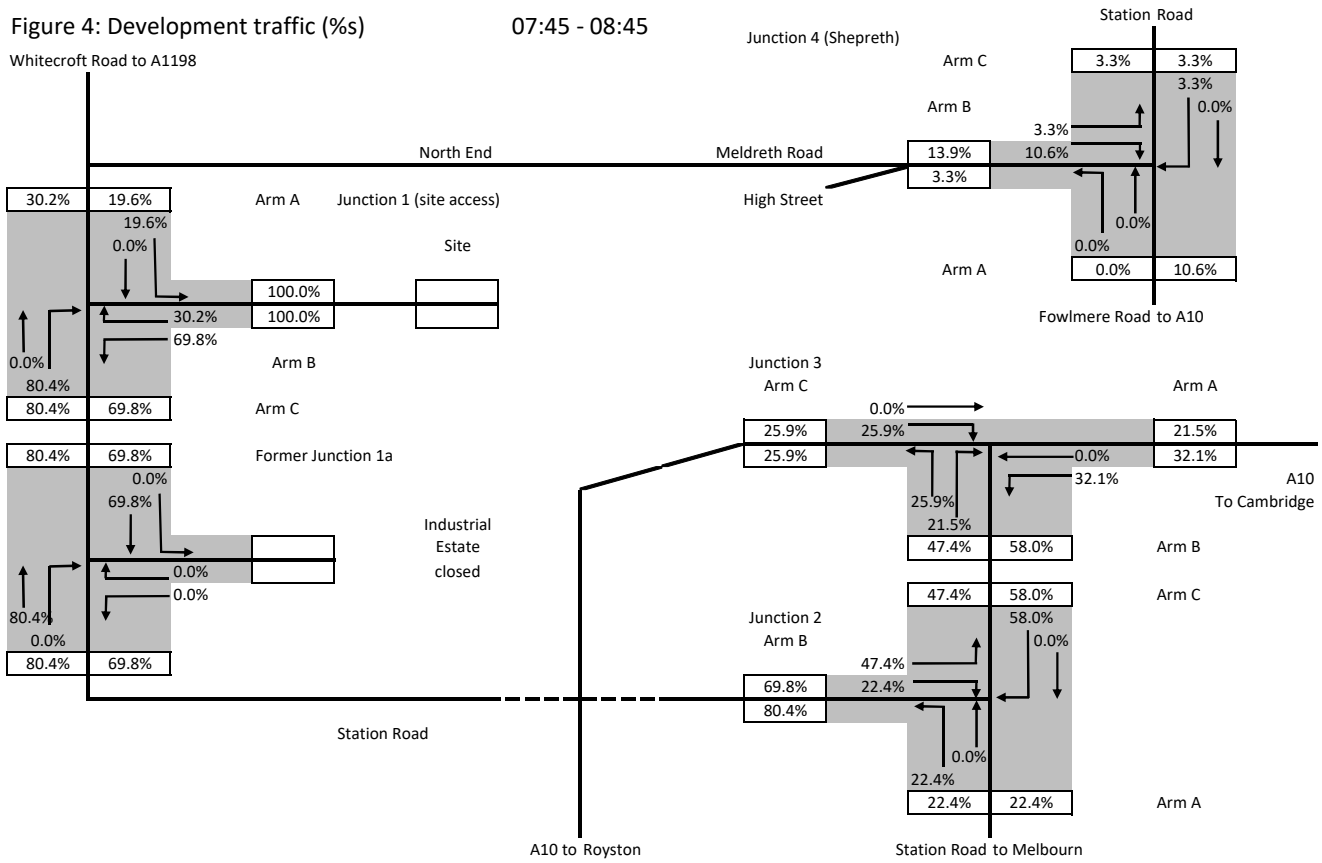 Figure 4: Development traffic (%s) 07:45 - 08:45
Whitecroft Road to A1198
Junction 4 (Shepreth)
Station Road
Arm C
3.3% 3.3%
3.3%
0.0%
Arm B
3.3%
13.9% 10.6%
3.3%
0.0%
0.0%
Arm A
0.0% 10.6%
Fowlmere Road to A10
North End
Meldreth Road
High Street
30.2% 19.6%
Arm A
Junction 1 (site access)
19.6%
0.0%
Site
100.0%
100.0%
30.2%
69.8%
0.0%
80.4%
Arm B
80.4% 69.8%
Arm C
80.4% 69.8%
Former Junction 1a
0.0%
69.8%
Industrial
Estate
closed
0.0%
0.0%
80.4%
0.0%
80.4% 69.8%
Station Road
Junction 3
Arm C
Arm A
0.0%
25.9% 25.9%
25.9%
21.5%
32.1%
0.0%
32.1%
A10
To Cambridge
25.9%
21.5%
47.4% 58.0%
Arm B
47.4% 58.0%
Arm C
Junction 2
Arm B
58.0%
0.0%
47.4%
69.8% 22.4%
80.4%
0.0%
22.4%
22.4% 22.4%
Arm A
A10 to Royston
Station Road to Melbourn